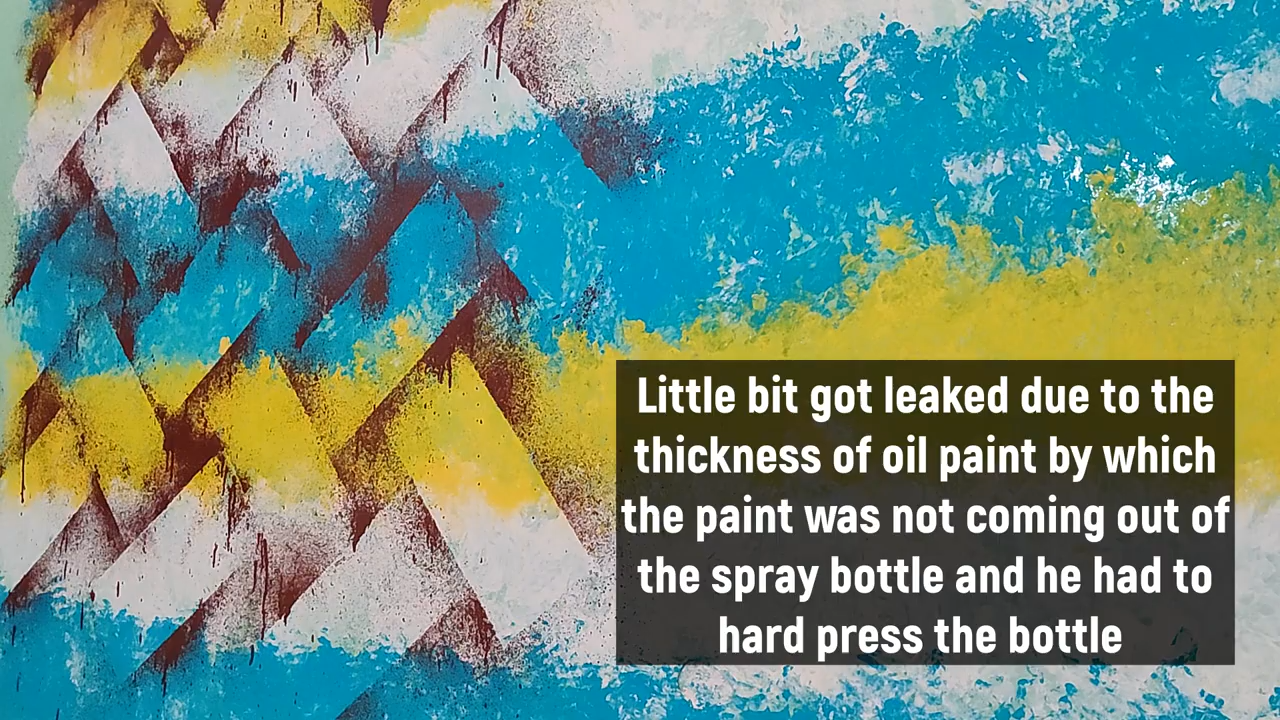 Little bit got leaked due to the
thickness of oil paint by which
the paint was not coming out of
the spray bottle and he had to
hard press the bottle